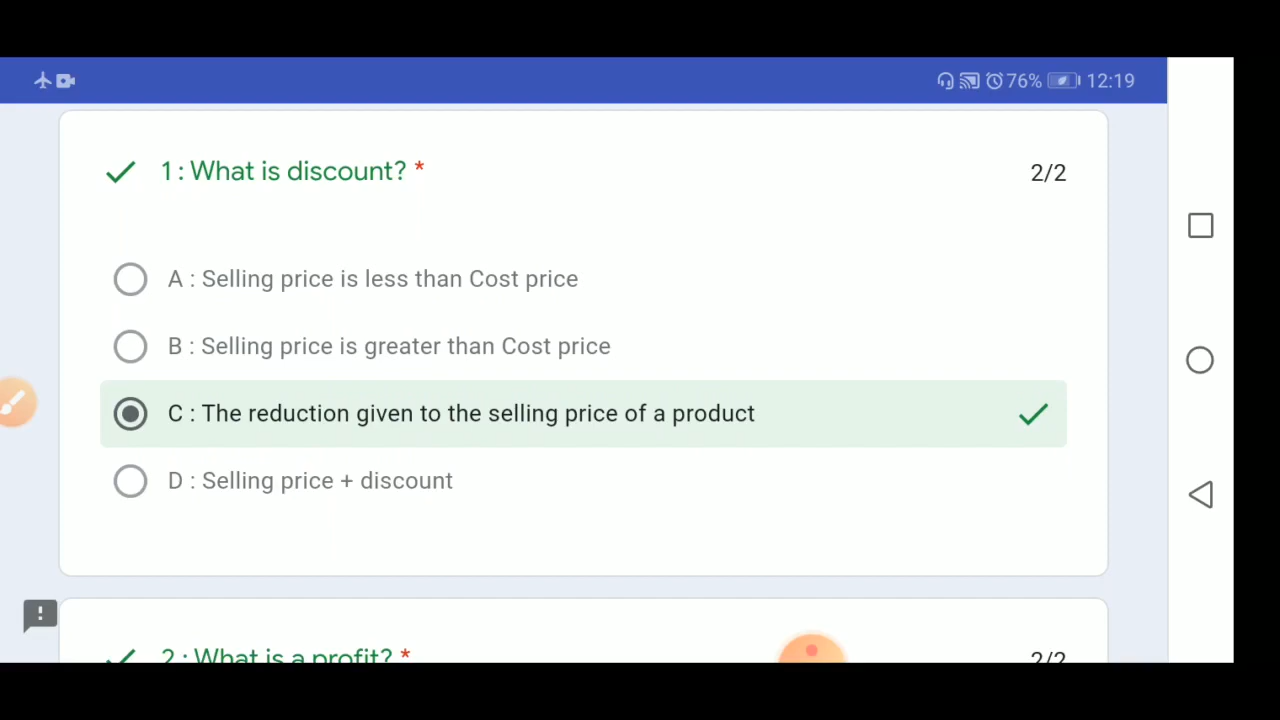 76% 12:19
1 : What is discount? *
2/2
A : Selling price is less than Cost price
B : Selling price is greater than Cost price
C : The reduction given to the selling price of a product
D : Selling price + discount
2 : What is a profit? *
2/2